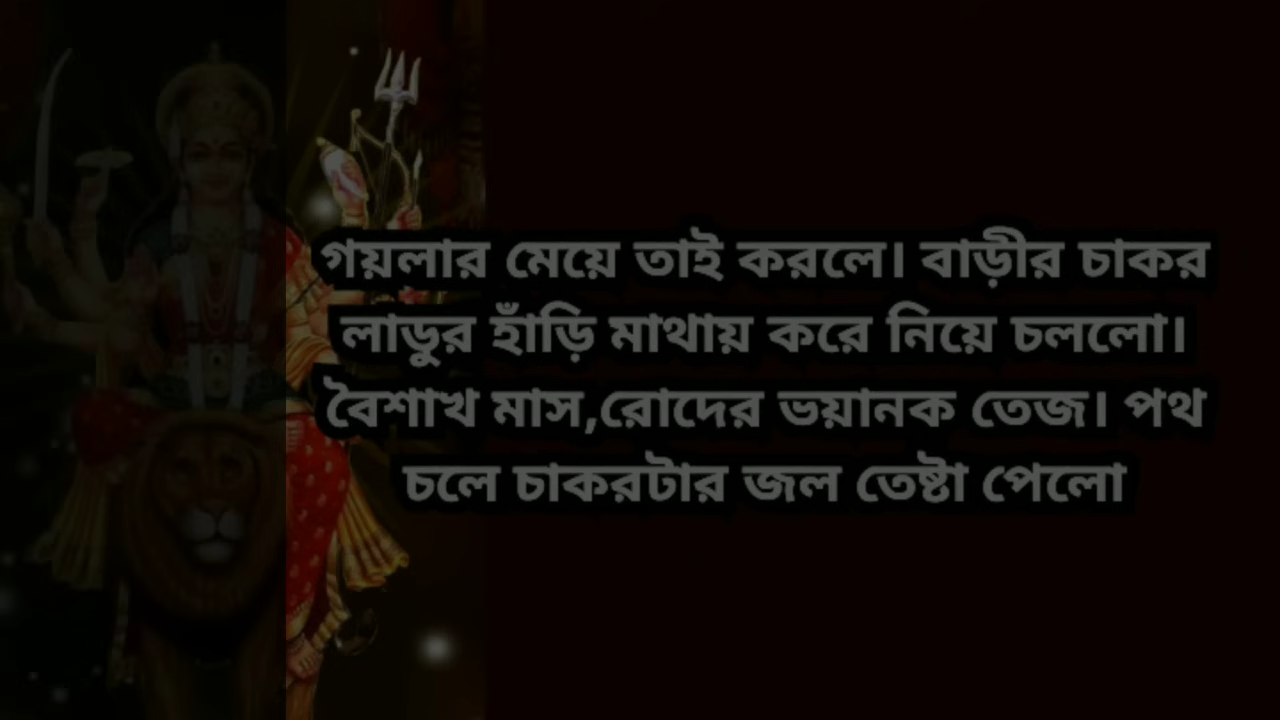 গয়লার মেয়ে তাই করলে। বাড়ীর চাকর
লাড়ুর হাঁড়ি মাথায় করে নিয়ে চললো।
বৈশাখ মাস,রোদের ভয়ানক তেজ। পথ
চলে চাকরটার জল তেষ্টা পেলো